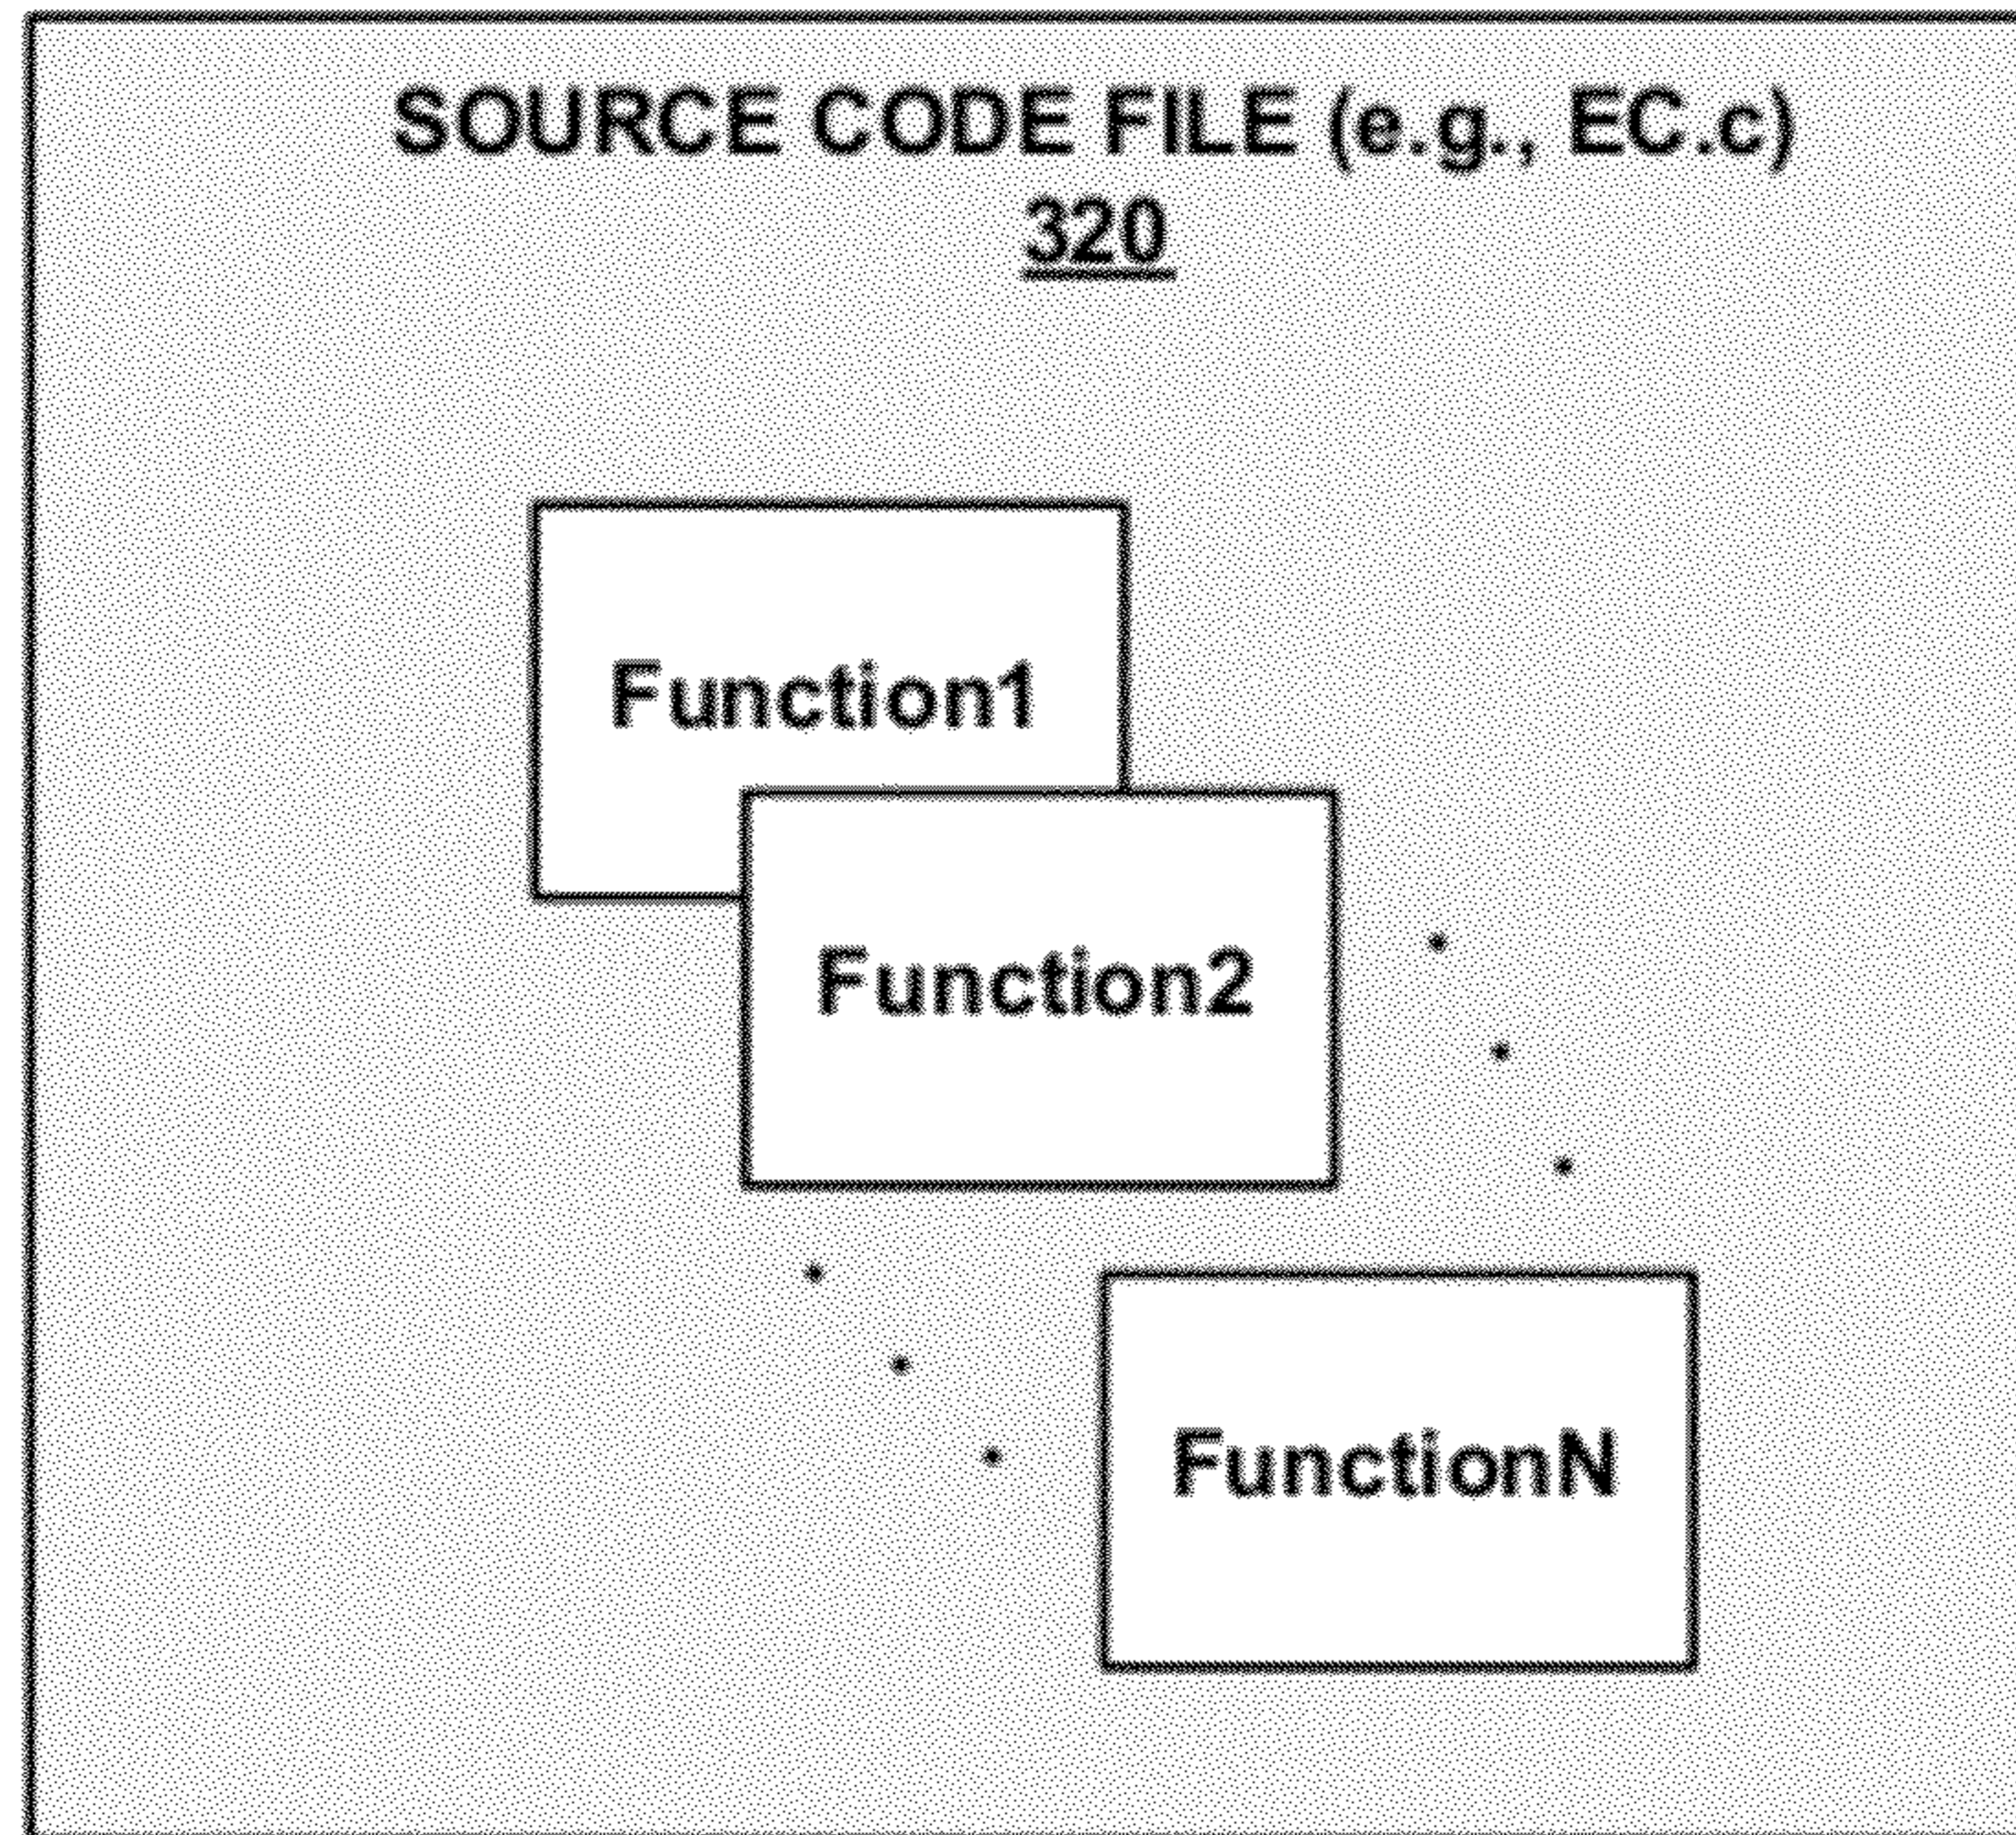 SOURCE CODE FILE (e.g., EC.c)
320
Function1
Function2
FunctionN